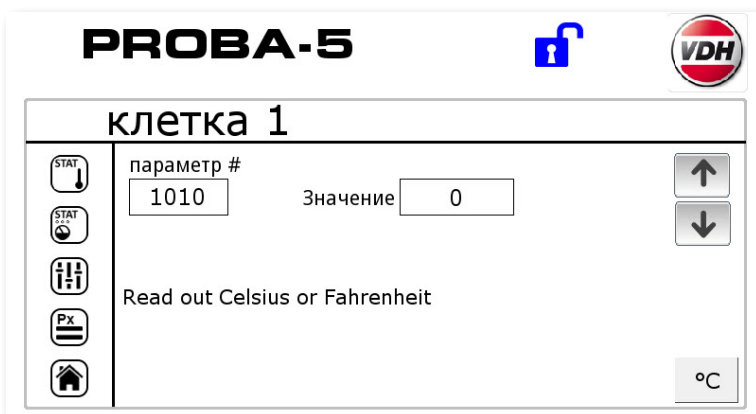 PROBA-5
VDH
клетка 1
STAT
параметр #
1010
Значение
0
STAT
Read out Celsius or Fahrenheit
Px
°C